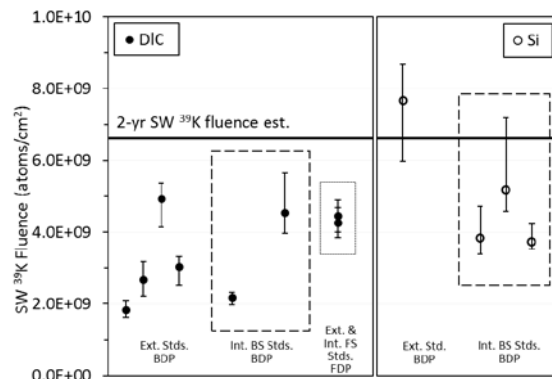 1.0E+10
8.0E+09
6.0E+09
4.0E+09
2.0E+09
0.0E+00
SW ³⁹K Fluence (atoms/cm²)
DlC
Si
2-yr SW ³⁹K fluence est.
Ext. Stds.
BDP
Int. BS Stds.
BDP
Ext. &
Int. FS
Stds.
FDP
Ext. Std.
BDP
Int. BS Stds.
BDP